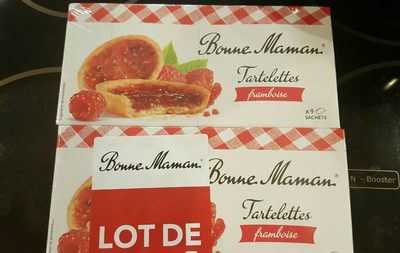 Bonne Maman
Tartelettes
framboise
x9
SACHETS
Bonne Maman
LOT DE
Bonne Maman
Tartelettes
framboise
N - Booster